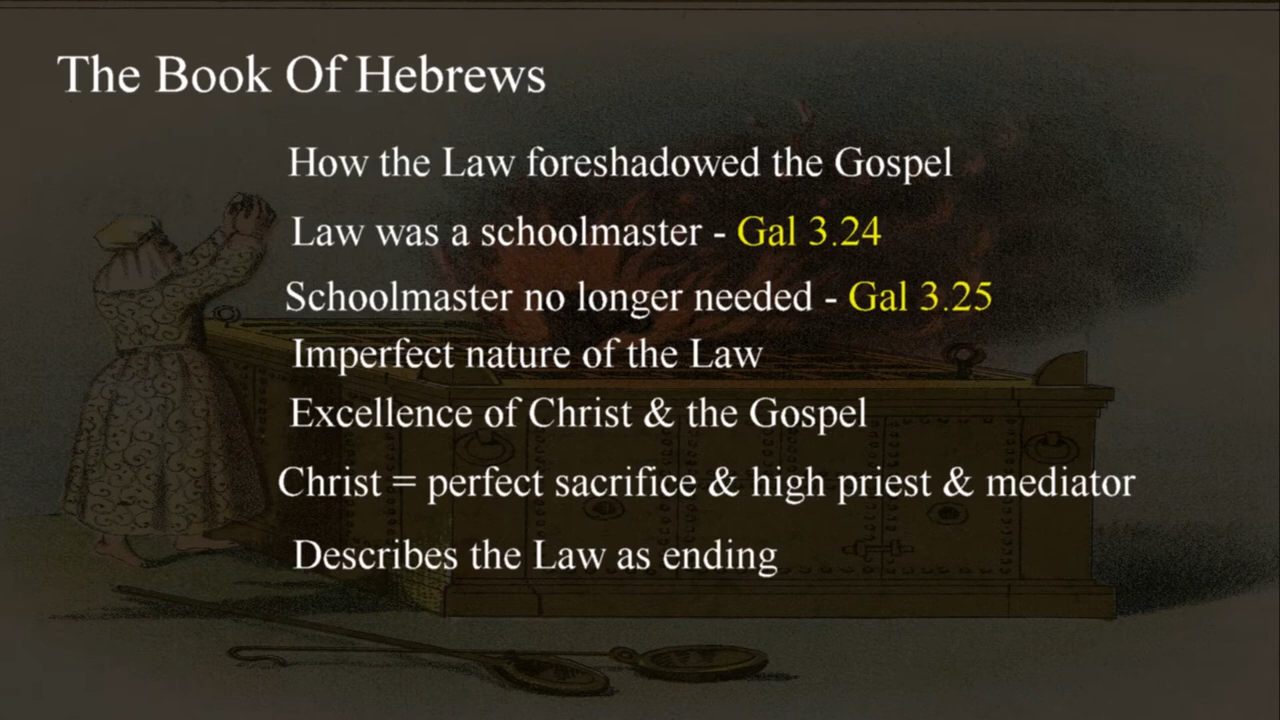 The Book Of Hebrews
How the Law foreshadowed the Gospel
Law was a schoolmaster - Gal 3.24
Schoolmaster no longer needed - Gal 3.25
Imperfect nature of the Law
Excellence of Christ & the Gospel
Christ = perfect sacrifice & high priest & mediator
Describes the Law as ending